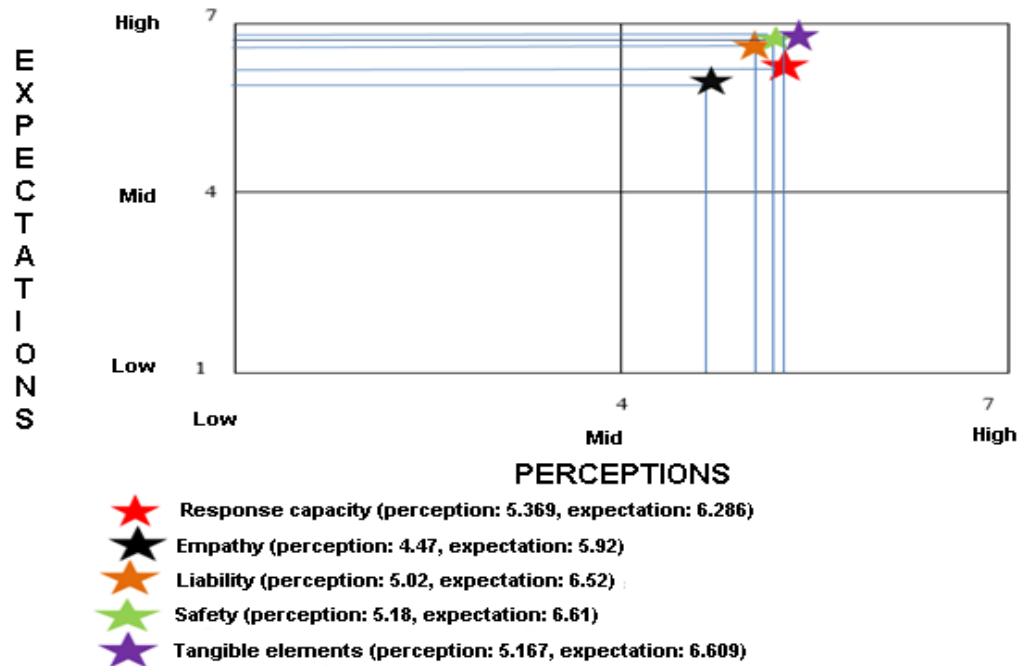 High 7
EXPECTATIONS
Mid 4
Low 1
Low
4
7
Mid
High
PERCEPTIONS
Response capacity (perception: 5.369, expectation: 6.286)
Empathy (perception: 4.47, expectation: 5.92)
Liability (perception: 5.02, expectation: 6.52)
Safety (perception: 5.18, expectation: 6.61)
Tangible elements (perception: 5.167, expectation: 6.609)